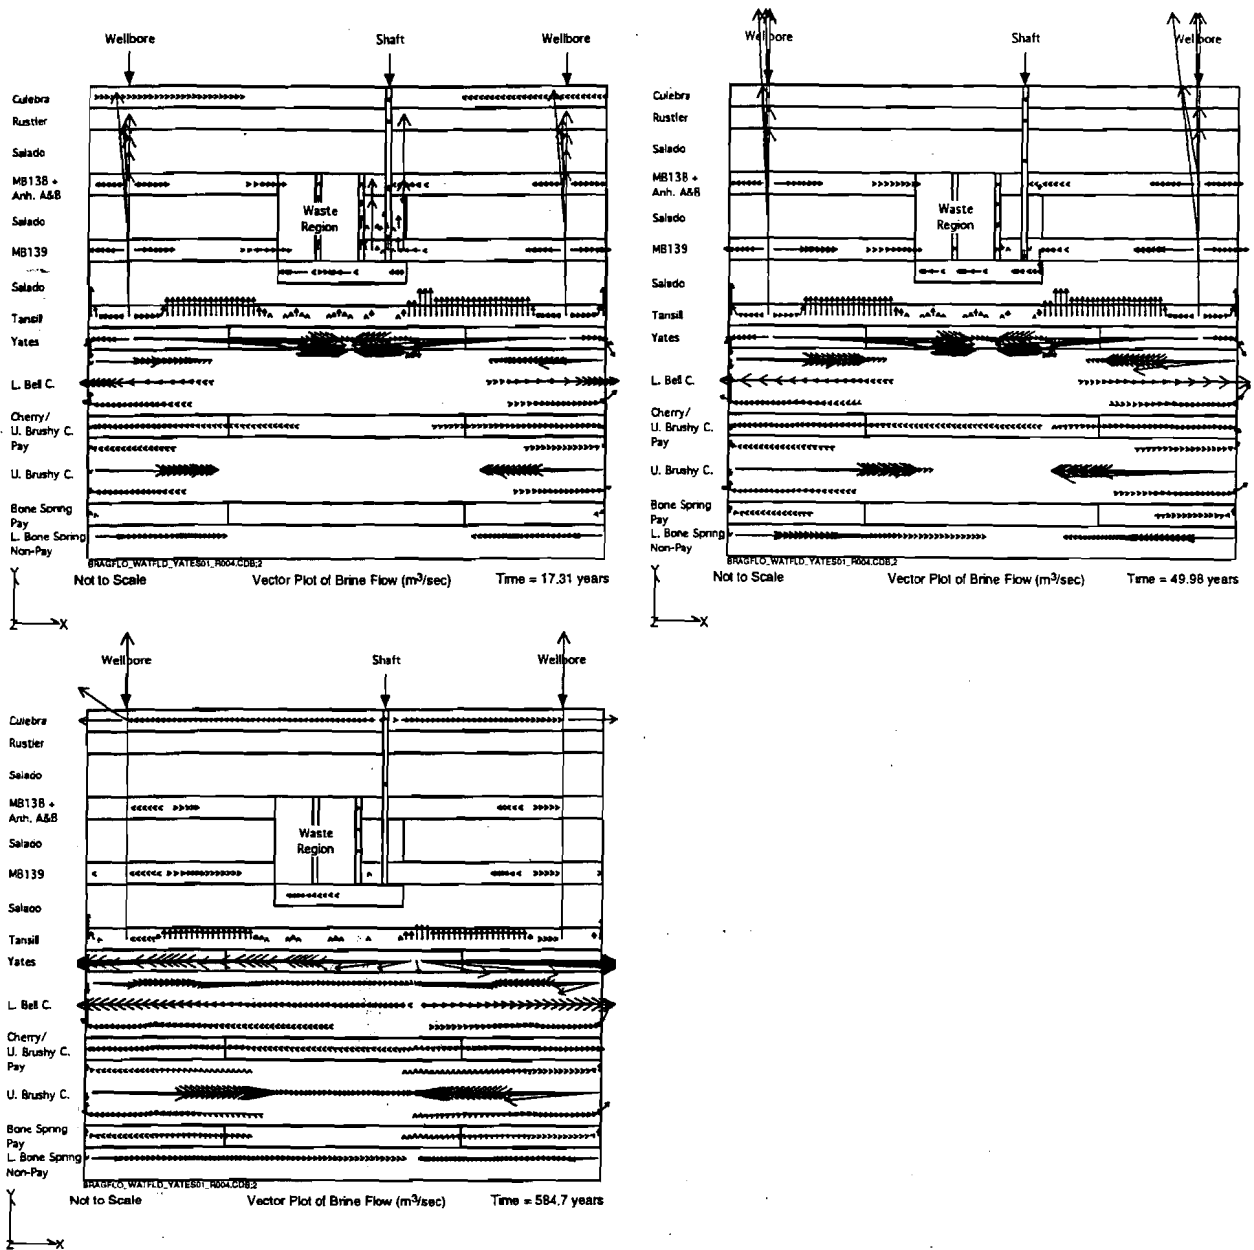 Wellbore Shaft Wellbore
Culebra
Rustler
Salado
MB138 +
Anh. A&B
Salado
MB139
Salado
Tansill
Yates
L. Bell C.
Cherry/
U. Brushy C.
Pay
U. Brushy C.
Bone Spring
Pay
L. Bone Spring
Non-Pay
Waste
Region
BRAGFLO_WATFLD_YATES01_R004.CDB;2
Not to Scale Vector Plot of Brine Flow (m³/sec) Time = 17.31 years
Y
Z X
Wellbore Shaft Wellbore
Culebra
Rustler
Salado
MB138 +
Anh. A&B
Salado
MB139
Salado
Tansill
Yates
L. Bell C.
Cherry/
U. Brushy C.
Pay
U. Brushy C.
Bone Spring
Pay
L. Bone Spring
Non-Pay
Waste
Region
BRAGFLO_WATFLD_YATES01_R004.CDB;2
Not to Scale Vector Plot of Brine Flow (m³/sec) Time = 49.98 years
Y
Z X
Wellbore Shaft Wellbore
Culebra
Rustler
Salado
MB138 +
Anh. A&B
Salado
MB139
Salado
Tansill
Yates
L. Bell C.
Cherry/
U. Brushy C.
Pay
U. Brushy C.
Bone Spring
Pay
L. Bone Spring
Non-Pay
Waste
Region
BRAGFLO_WATFLD_YATES01_R004.CDB;2
Not to Scale Vector Plot of Brine Flow (m³/sec) Time = 584.7 years
Y
Z X